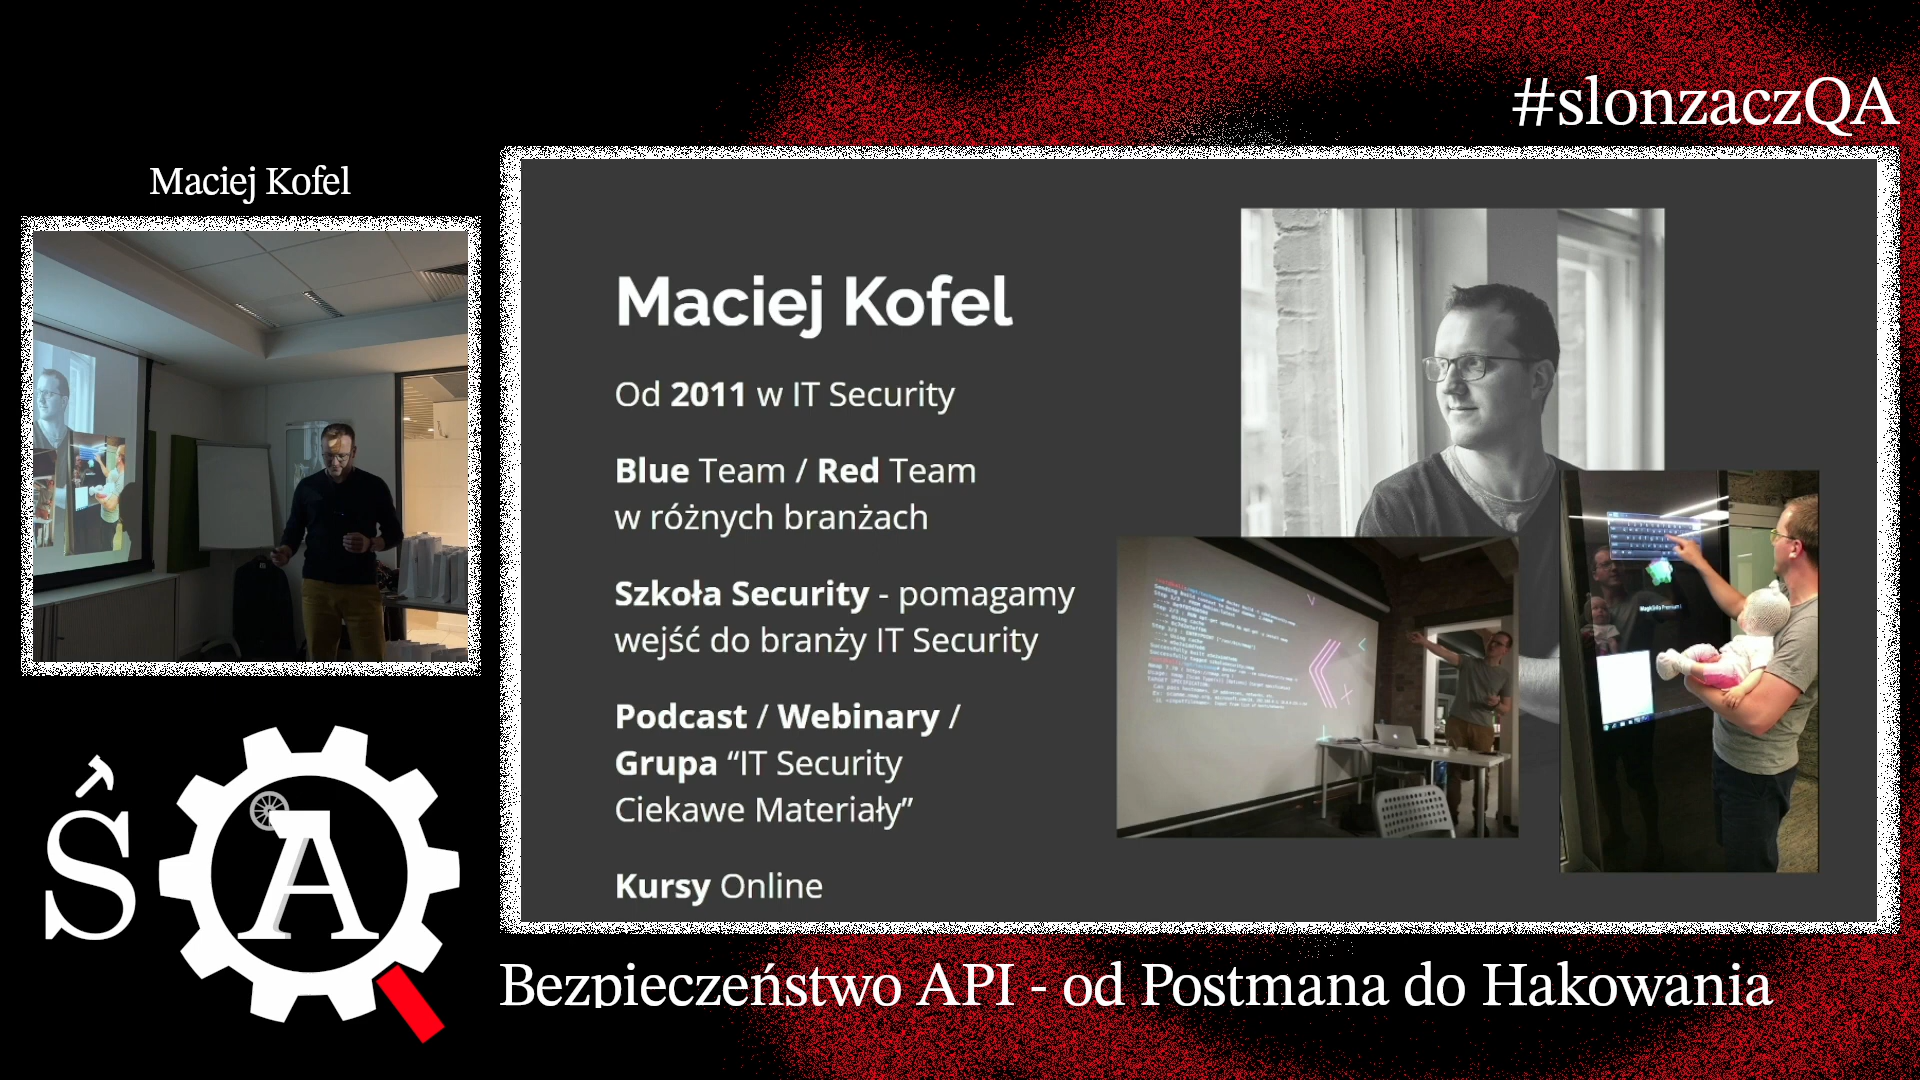 #slonzaczQA
Maciej Kofel
Maciej Kofel
Od 2011 w IT Security
Blue Team / Red Team
w różnych branżach
Szkoła Security - pomagamy
wejść do branży IT Security
Podcast / Webinary /
Grupa “IT Security
Ciekawe Materiały”
Kursy Online
ŚQA
Bezpieczeństwo API - od Postmana do Hakowania